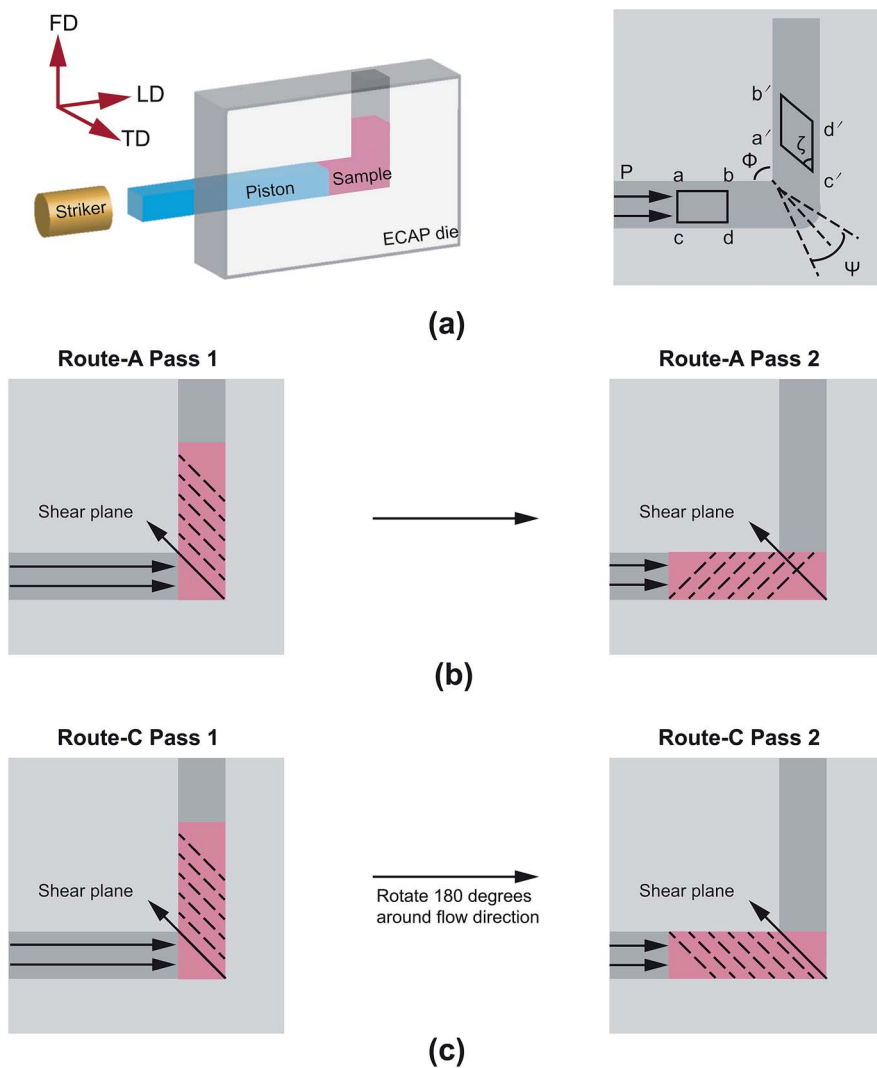 FD
LD
TD
Striker
Piston
Sample
ECAP die
P
a
b
c
d
b′
a′
d′
c′
ζ
Φ
Ψ
(a)
Route-A Pass 1
Route-A Pass 2
Shear plane
Shear plane
(b)
Route-C Pass 1
Route-C Pass 2
Shear plane
Rotate 180 degrees
around flow direction
Shear plane
(c)